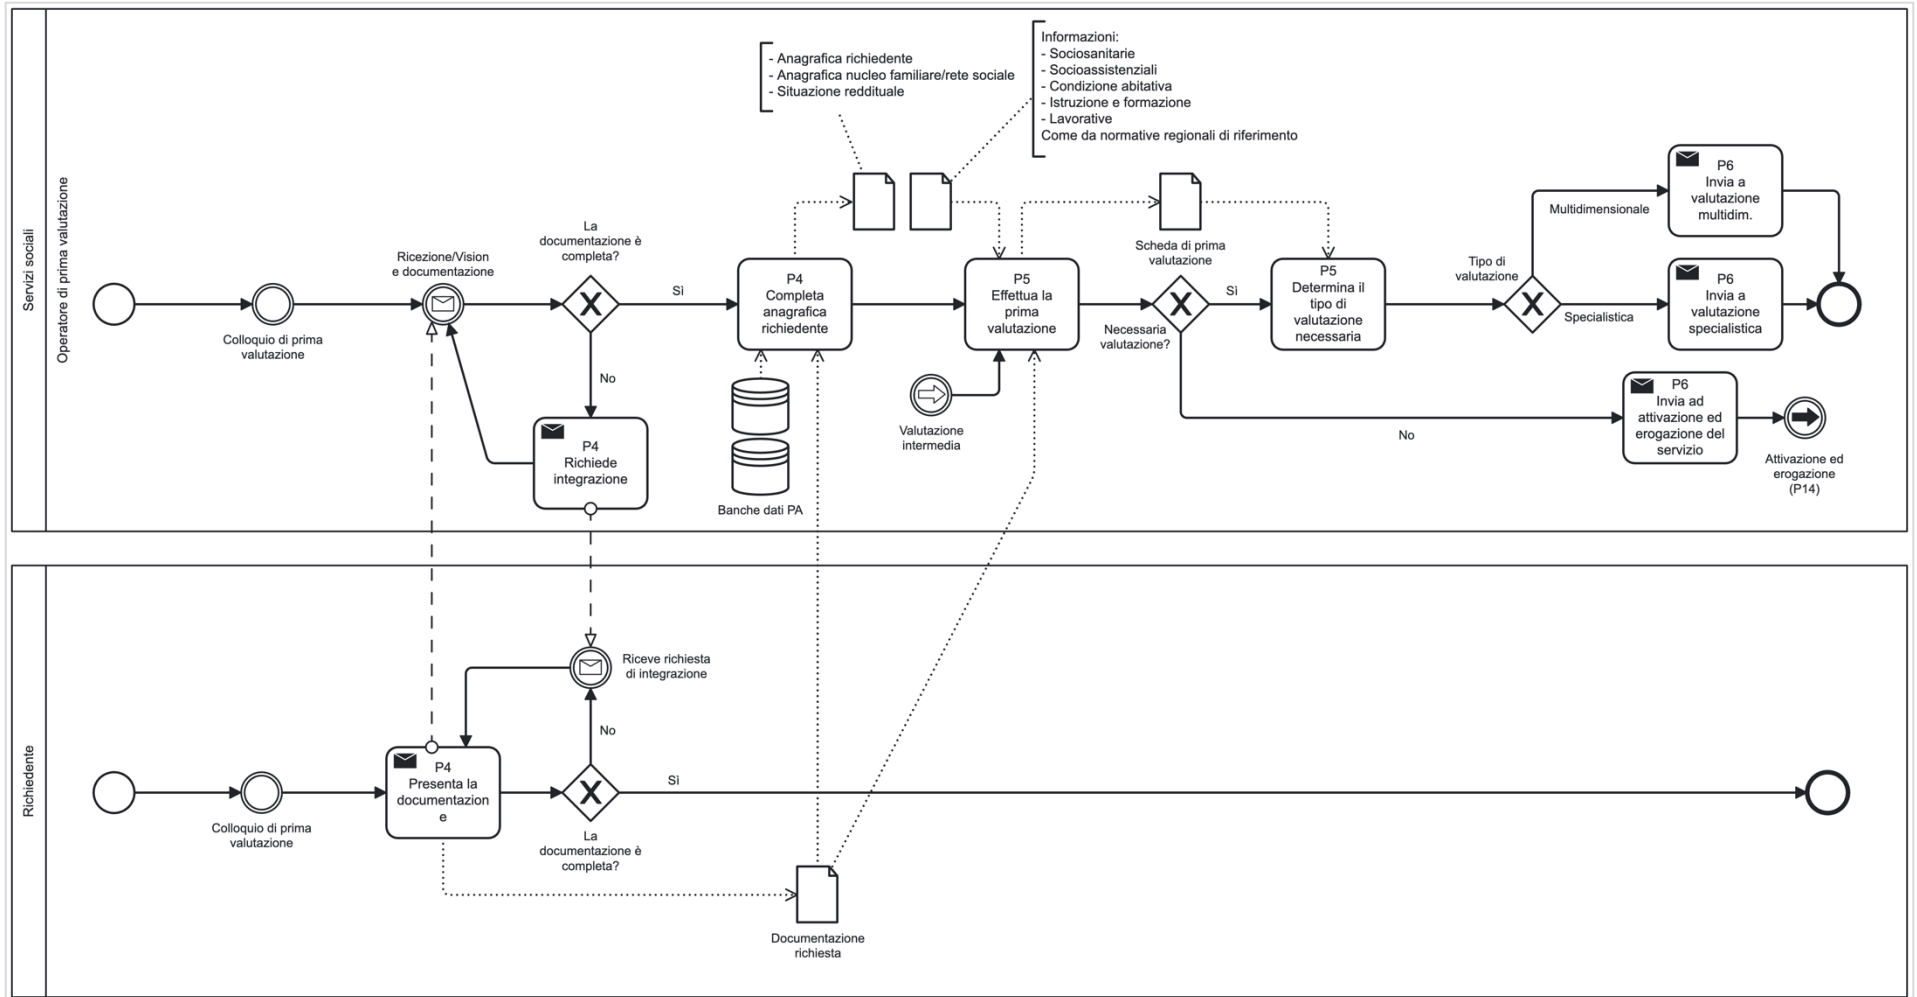 Servizi sociali
Operatore di prima valutazione
Colloquio di prima
valutazione
Ricezione/Vision
e documentazione
La
documentazione è
completa?
Sì
No
P4
Richiede
integrazione
- Anagrafica richiedente
- Anagrafica nucleo familiare/rete sociale
- Situazione reddituale
P4
Completa
anagrafica
richiedente
Banche dati PA
Informazioni:
- Sociosanitarie
- Socioassistenziali
- Condizione abitativa
- Istruzione e formazione
- Lavorative
Come da normative regionali di riferimento
P5
Effettua la
prima
valutazione
Valutazione
intermedia
Scheda di prima
valutazione
Necessaria
valutazione?
Sì
No
P5
Determina il
tipo di
valutazione
necessaria
Tipo di
valutazione
Multidimensionale
Specialistica
P6
Invia a
valutazione
multidim.
P6
Invia a
valutazione
specialistica
P6
Invia ad
attivazione ed
erogazione del
servizio
Attivazione ed
erogazione
(P14)
Richiedente
Colloquio di prima
valutazione
P4
Presenta la
documentazion
e
Riceve richiesta
di integrazione
No
Sì
La
documentazione è
completa?
Documentazione
richiesta